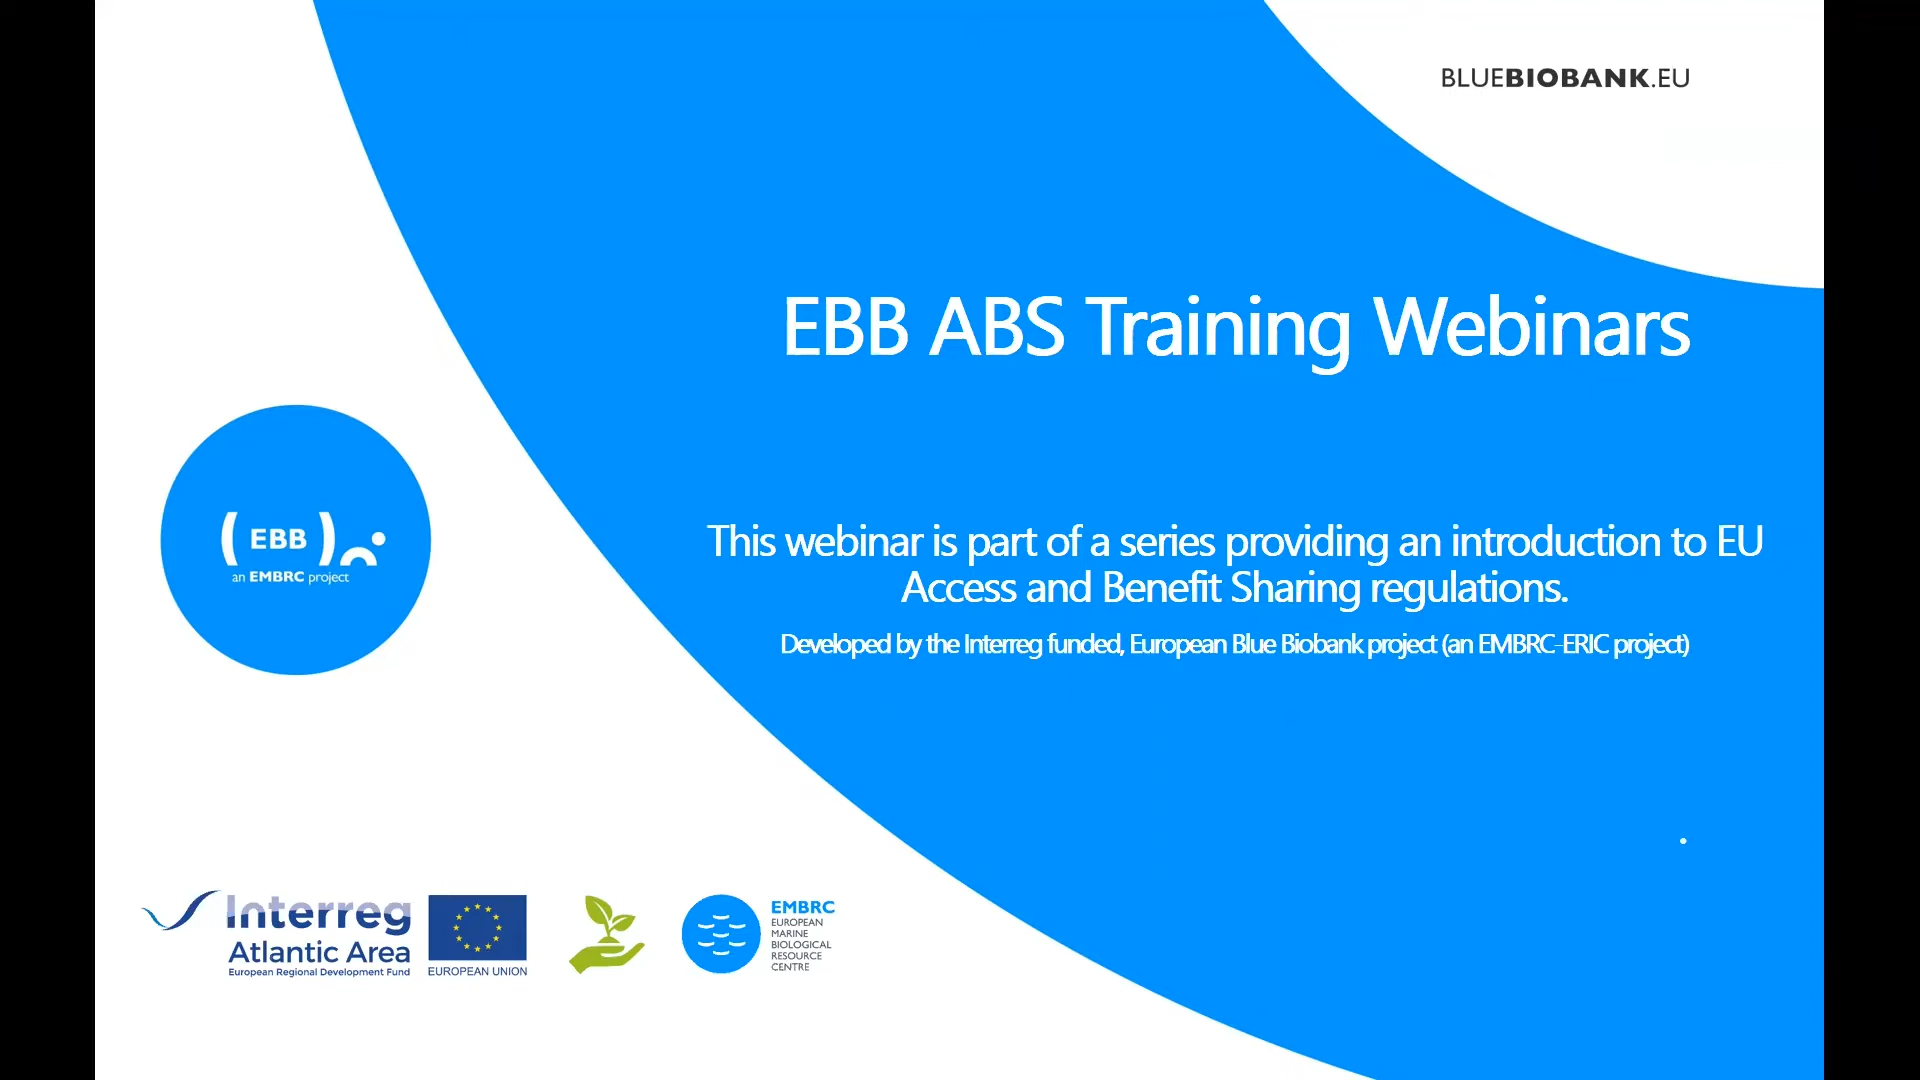 BLUEBIOBANK.EU
EBB ABS Training Webinars
This webinar is part of a series providing an introduction to EU
Access and Benefit Sharing regulations.
Developed by the Interreg funded, European Blue Biobank project (an EMBRC-ERIC project)
.
( EBB )
an EMBRC project
Interreg
Atlantic Area
European Regional Development Fund
EUROPEAN UNION
EMBRC
EUROPEAN
MARINE
BIOLOGICAL
RESOURCE
CENTRE